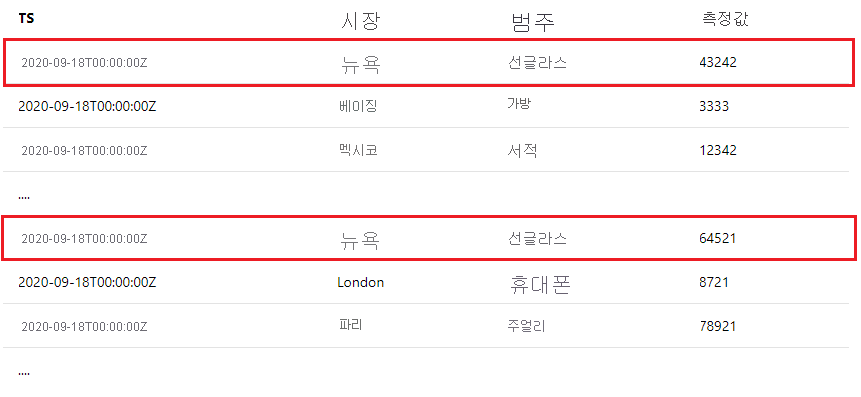 TS 시장 범주 측정값
2020-09-18T00:00:00Z 뉴욕 선글라스 43242
2020-09-18T00:00:00Z 베이징 가방 3333
2020-09-18T00:00:00Z 멕시코 서적 12342
....
2020-09-18T00:00:00Z 뉴욕 선글라스 64521
2020-09-18T00:00:00Z London 휴대폰 8721
2020-09-18T00:00:00Z 파리 주얼리 78921
....